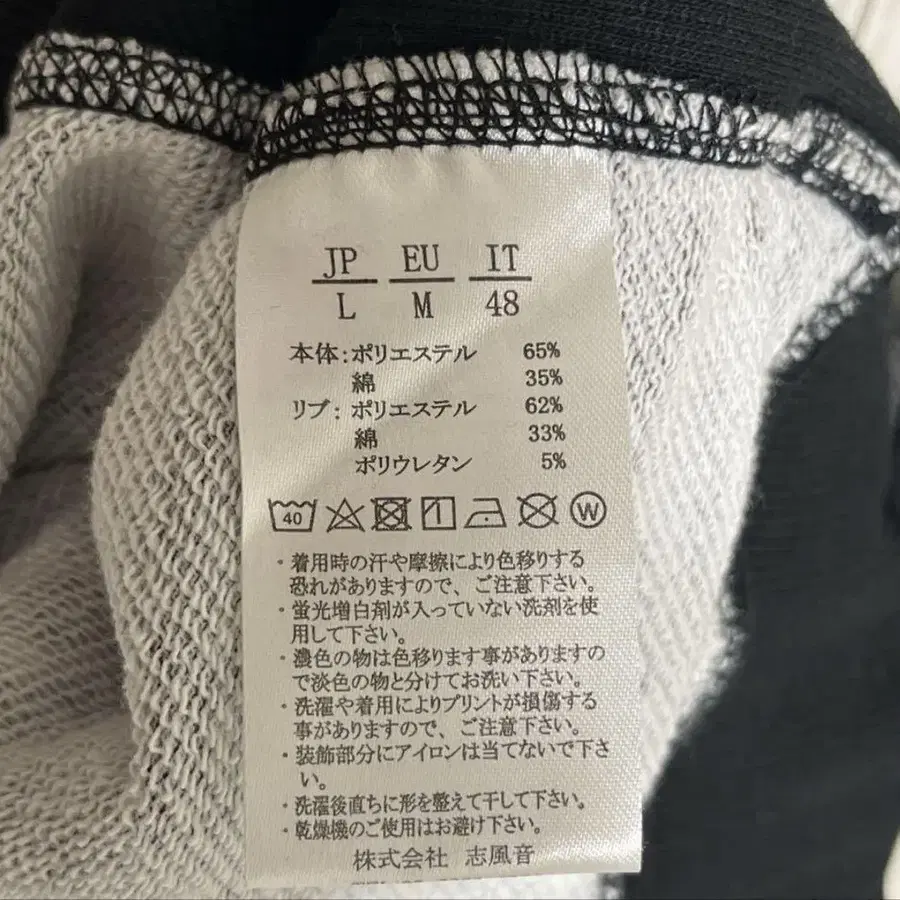 JP EU IT
L M 48
本体:ポリエステル 65%
綿 35%
リブ:ポリエステル 62%
綿 33%
ポリウレタン 5%
40 W
・着用時の汗や摩擦により色移りする
恐れがありますので、ご注意下さい。
・蛍光増白剤が入っていない洗剤を使
用して下さい。
・濃色の物は色移ります事がありますの
で淡色の物と分けてお洗い下さい。
・洗濯や着用によりプリントが損傷する
事がありますので、ご注意下さい。
・装飾部分にアイロンは当てないで下さ
い。
・洗濯後直ちに形を整えて干して下さい。
・乾燥機のご使用はお避け下さい。
株式会社 志風音